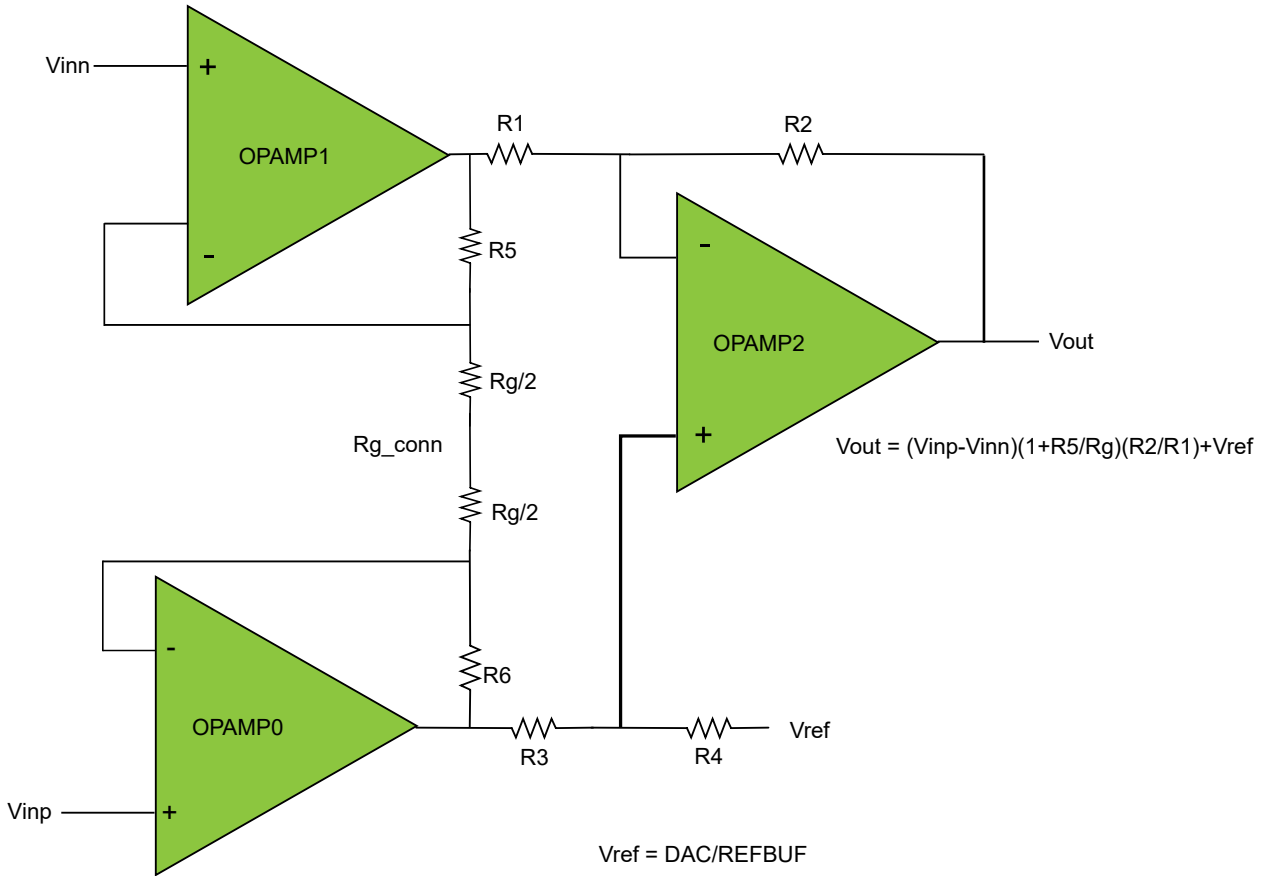 Vinn
+
OPAMP1
-
R1
R2
R5
-
OPAMP2
+
Vout
Rg/2
Rg_conn
Rg/2
Vout = (Vinp-Vinn)(1+R5/Rg)(R2/R1)+Vref
-
OPAMP0
+
R6
Vinp
R3
R4
Vref
Vref = DAC/REFBUF